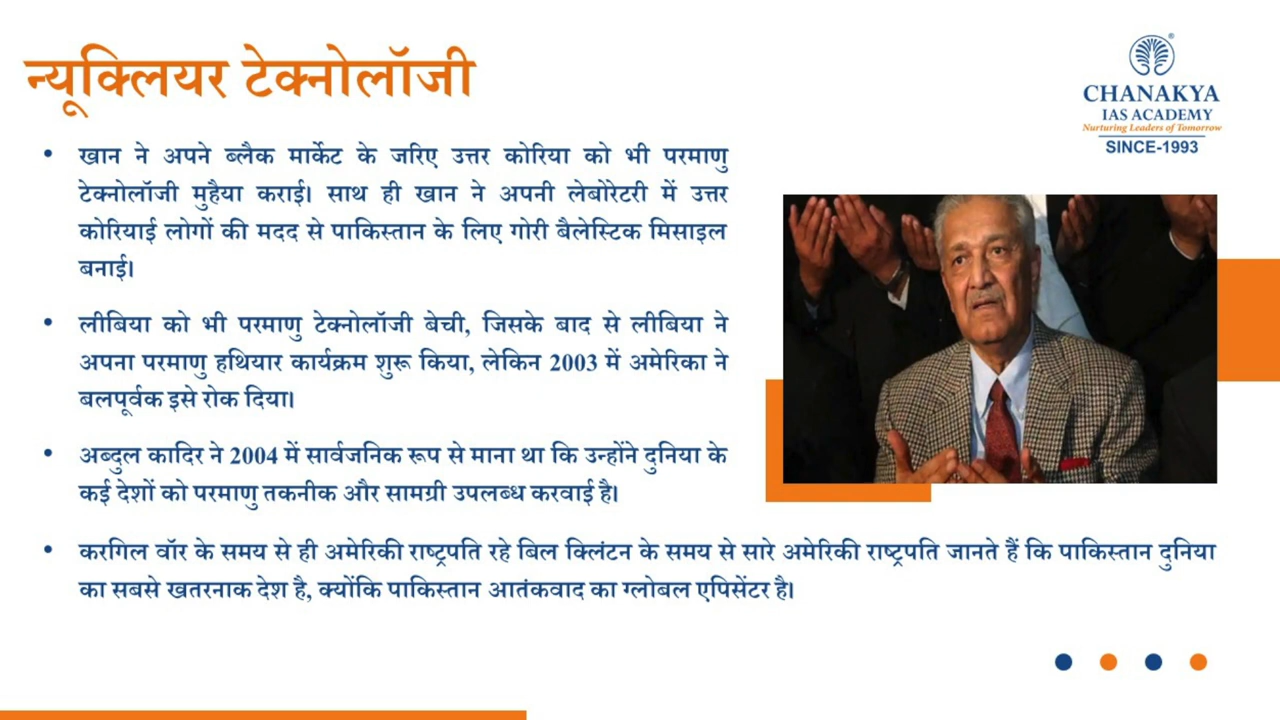 न्यूक्लियर टेक्नोलॉजी
CHANAKYA
IAS ACADEMY
Nurturing Leaders of Tomorrow
SINCE-1993
• खान ने अपने ब्लैक मार्केट के जरिए उत्तर कोरिया को भी परमाणु
टेक्नोलॉजी मुहैया कराई। साथ ही खान ने अपनी लेबोरेटरी में उत्तर
कोरियाई लोगों की मदद से पाकिस्तान के लिए गोरी बैलेस्टिक मिसाइल
बनाई।
• लीबिया को भी परमाणु टेक्नोलॉजी बेची, जिसके बाद से लीबिया ने
अपना परमाणु हथियार कार्यक्रम शुरू किया, लेकिन 2003 में अमेरिका ने
बलपूर्वक इसे रोक दिया।
• अब्दुल कादिर ने 2004 में सार्वजनिक रूप से माना था कि उन्होंने दुनिया के
कई देशों को परमाणु तकनीक और सामग्री उपलब्ध करवाई है।
• करगिल वॉर के समय से ही अमेरिकी राष्ट्रपति रहे बिल क्लिंटन के समय से सारे अमेरिकी राष्ट्रपति जानते हैं कि पाकिस्तान दुनिया
का सबसे खतरनाक देश है, क्योंकि पाकिस्तान आतंकवाद का ग्लोबल एपिसेंटर है।